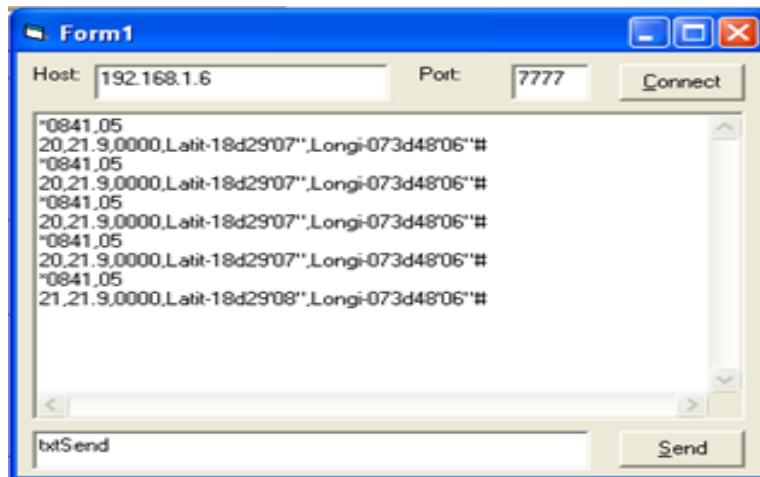 Form1
Host: 192.168.1.6 Port: 7777 Connect
*0841,05
20,21.9,0000,Latit-18d29'07'',Longi-073d48'06''#
*0841,05
20,21.9,0000,Latit-18d29'07'',Longi-073d48'06''#
*0841,05
20,21.9,0000,Latit-18d29'07'',Longi-073d48'06''#
*0841,05
20,21.9,0000,Latit-18d29'07'',Longi-073d48'06''#
*0841,05
21,21.9,0000,Latit-18d29'08'',Longi-073d48'06''#
txtSend Send